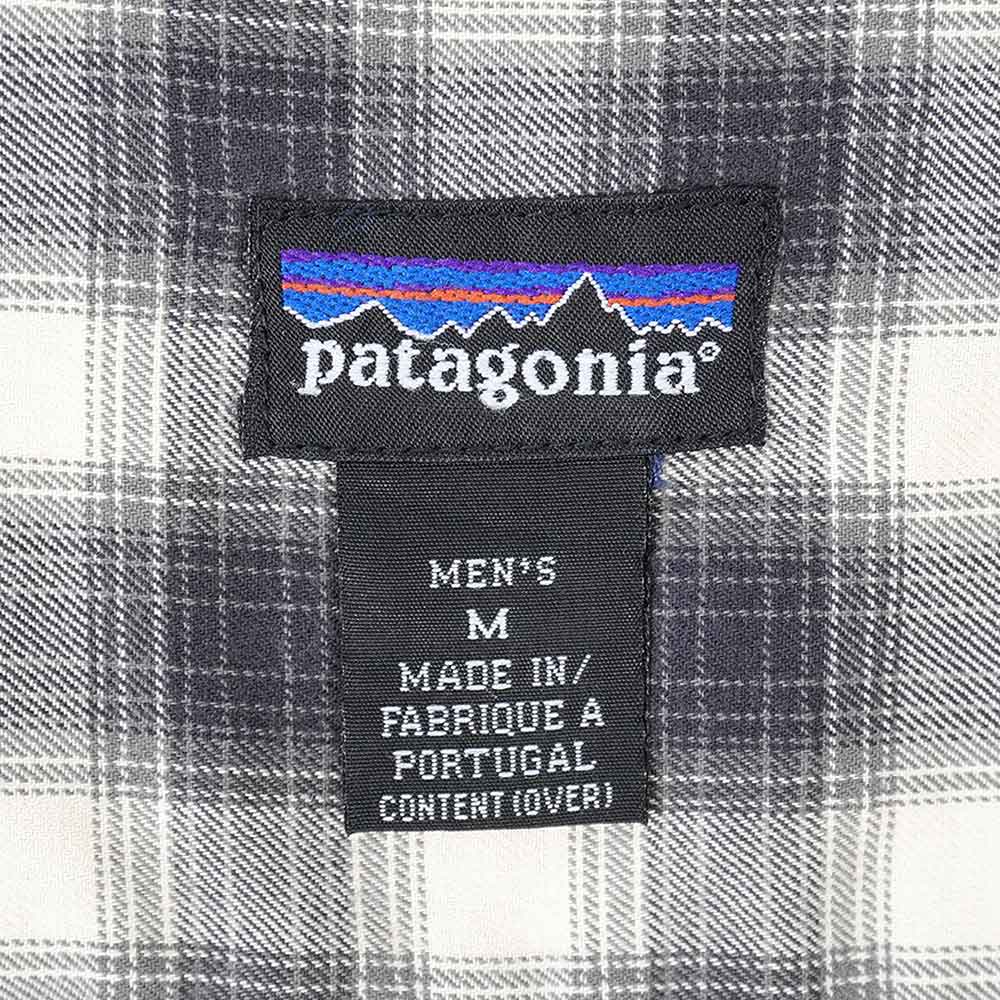 patagonia®
MEN'S
M
MADE IN/
FABRIQUE A
PORTUGAL
CONTENT (OVER)